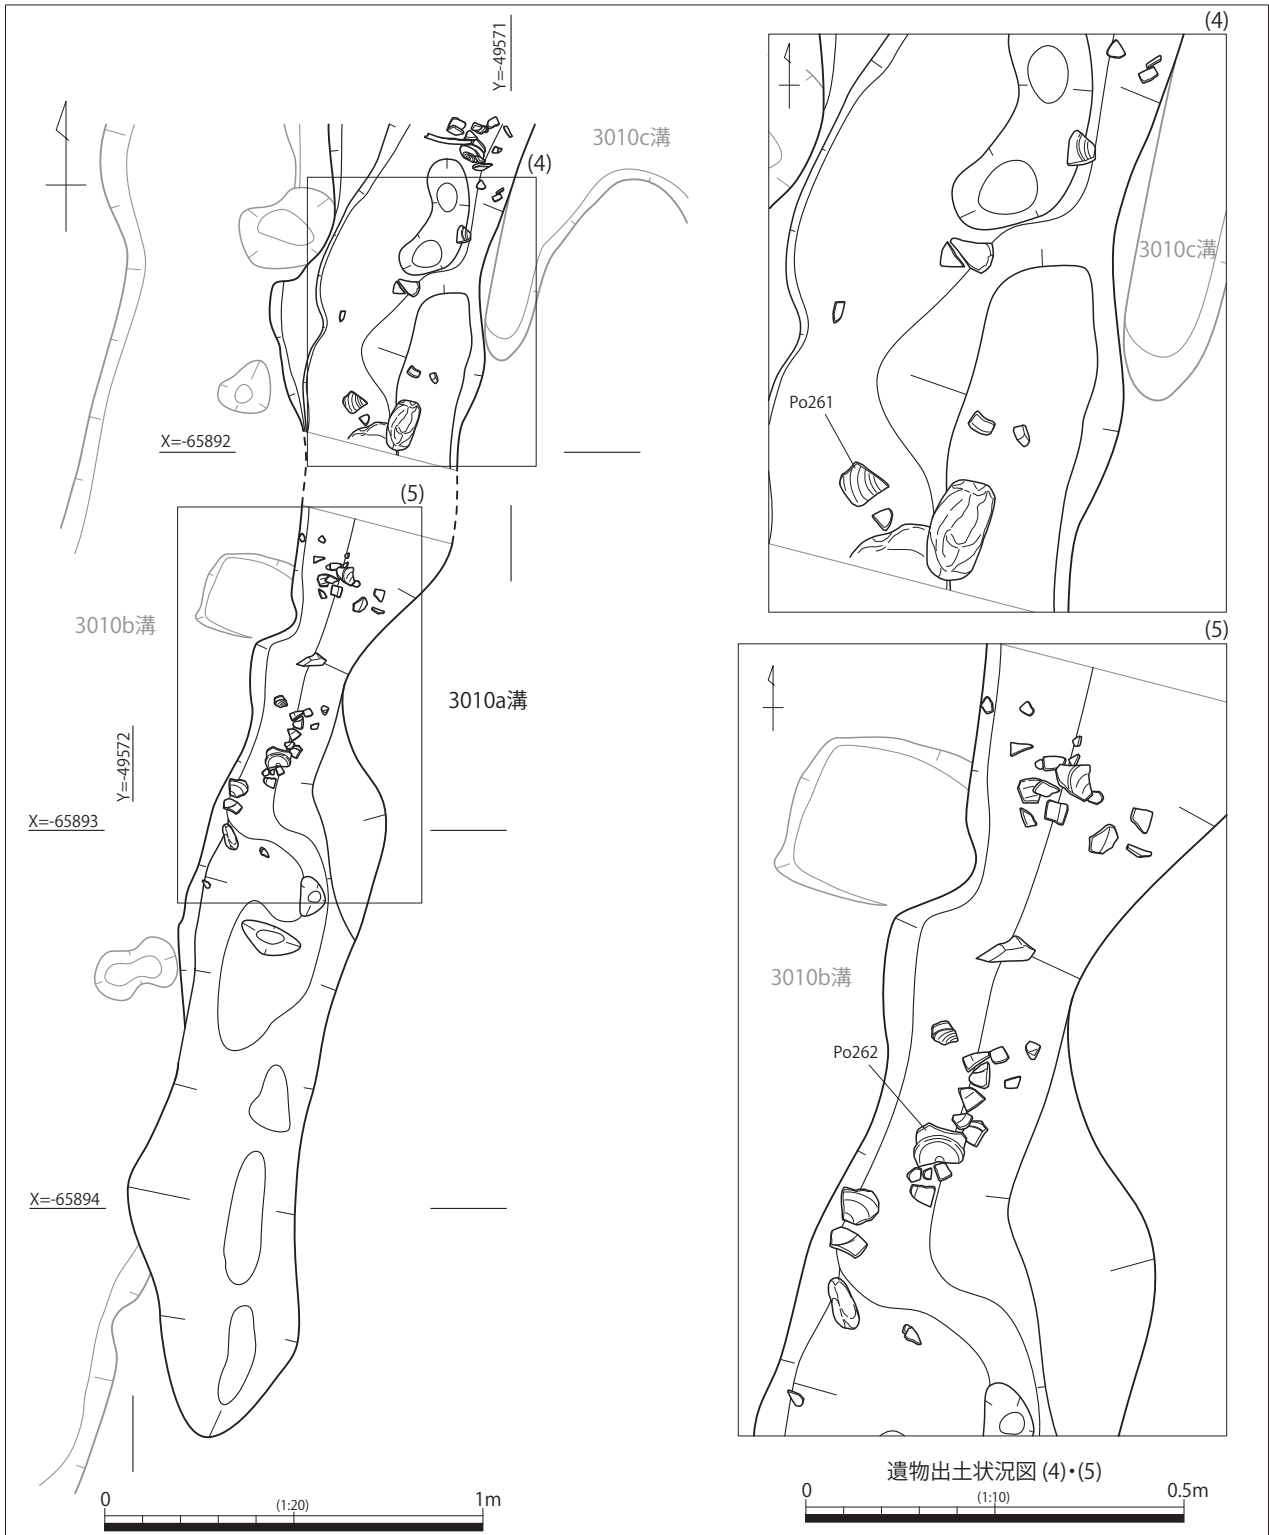 Y=-49571
3010c溝
(4)
X=-65892
(5)
3010b溝
3010a溝
Y=-49572
X=-65893
X=-65894
0
(1:20)
1m
(4)
3010c溝
Po261
(5)
3010b溝
Po262
遺物出土状況図 (4)・(5)
0
(1:10)
0.5m